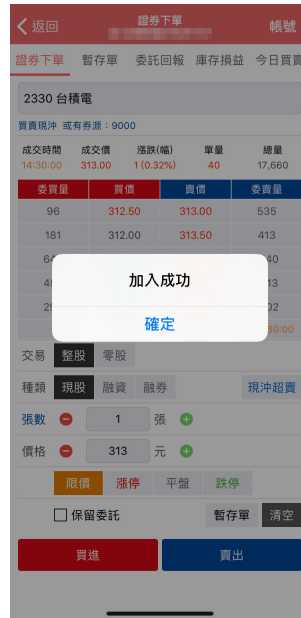 返回 證券下單 帳號
證券下單 暫存單 委託回報 庫存損益 今日買賣
2330 台積電
買賣現沖 或有券源：9000
成交時間 成交價 漲跌(幅) 單量 總量
14:30:00 313.00 1 (0.32%) 40 17,660
委買量 買價 賣價 委賣量
96 312.50 313.00 535
181 312.00 313.50 413
加入成功
確定
交易 整股 零股
種類 現股 融資 融券 現沖超賣
張數 1 張
價格 313 元
限價 漲停 平盤 跌停
保留委託 暫存單 清空
買進 賣出